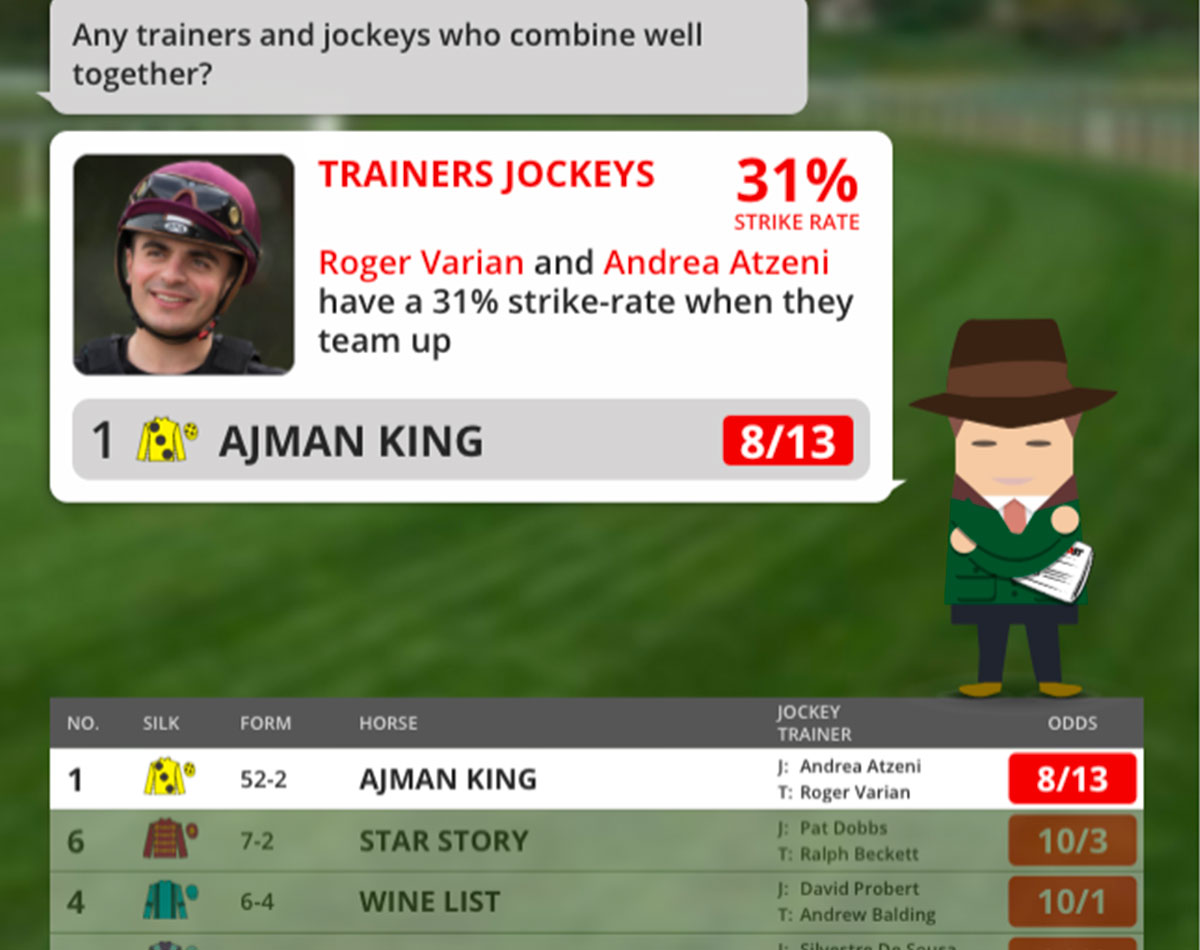 Any trainers and jockeys who combine well
together?
TRAINERS JOCKEYS
31%
STRIKE RATE
Roger Varian and Andrea Atzeni
have a 31% strike-rate when they
team up
1 AJMAN KING 8/13
NO. SILK FORM HORSE JOCKEY TRAINER ODDS
1 52-2 AJMAN KING J: Andrea Atzeni 8/13
T: Roger Varian
6 7-2 STAR STORY J: Pat Dobbs 10/3
T: Ralph Beckett
4 6-4 WINE LIST J: David Probert 10/1
T: Andrew Balding
J: Silvestre De Sousa